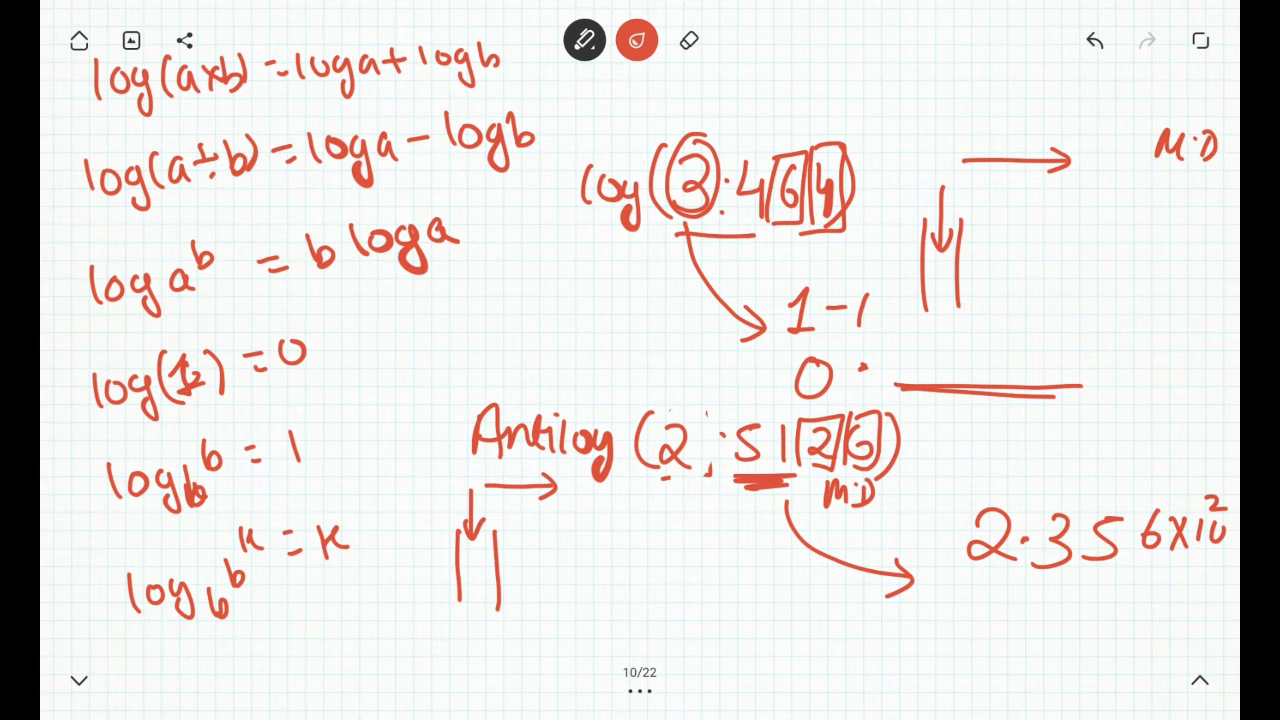 log(a×b) = log a + log b
log(a÷b) = log a - log b
log a^b = b log a
log(1) = 0
log_b b = 1
log_b b^x = x
log(3.464)
M.D
1-1
0.
Antilog (2.5126)
M.D
2.356×10^2
10/22